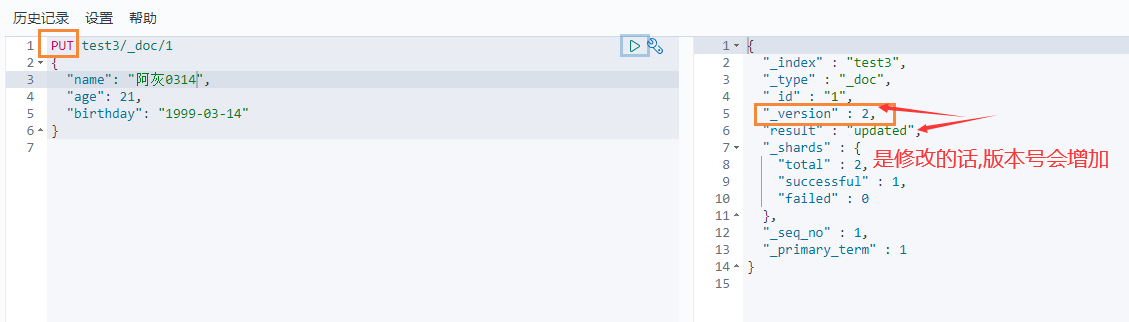 历史记录 设置 帮助
1 PUT test3/_doc/1
2 {
3 "name": "阿灰0314",
4 "age": 21,
5 "birthday": "1999-03-14"
6 }
7
1 {
2 "_index" : "test3",
3 "_type" : "_doc",
4 "_id" : "1",
5 "_version" : 2,
6 "result" : "updated",
7 "_shards" : {
8 "total" : 2,
9 "successful" : 1,
10 "failed" : 0
11 },
12 "_seq_no" : 1,
13 "_primary_term" : 1
14 }
15
是修改的话,版本号会增加